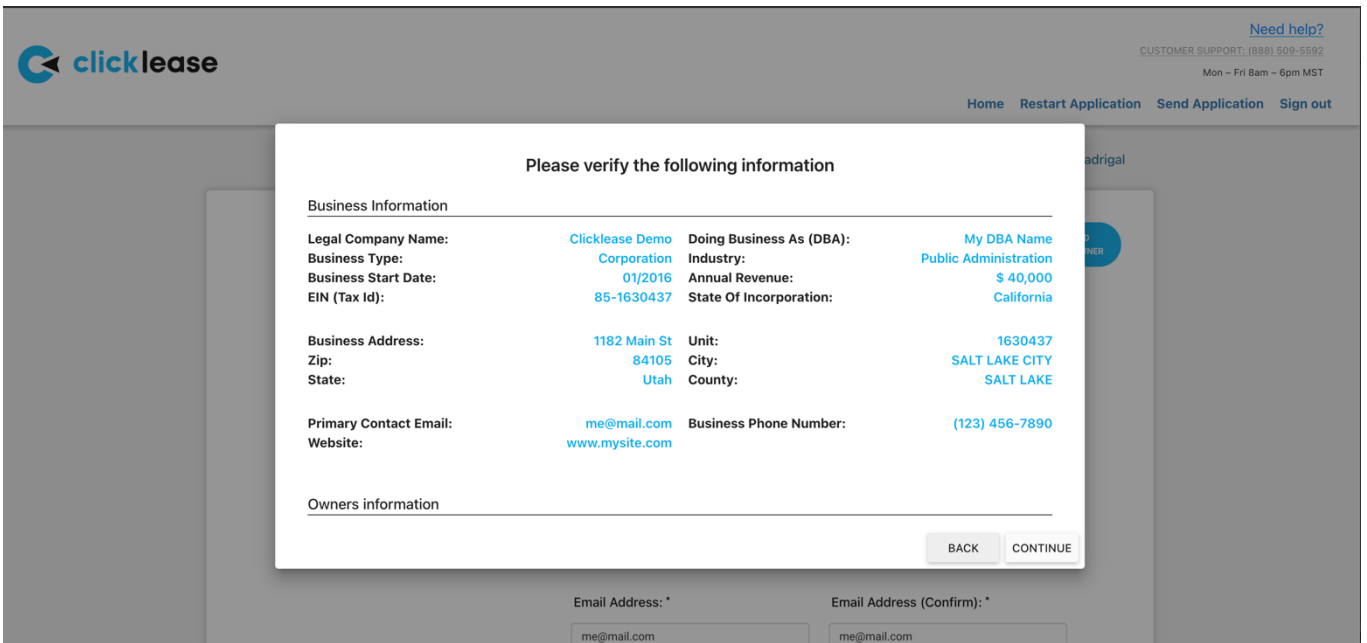 Need help?
clicklease
CUSTOMER SUPPORT: (888) 509-5592
Mon – Fri 8am – 6pm MST
Home Restart Application Send Application Sign out
adrigal
Please verify the following information
Business Information
Legal Company Name: Clicklease Demo Doing Business As (DBA): My DBA Name
Business Type: Corporation Industry: Public Administration
Business Start Date: 01/2016 Annual Revenue: $ 40,000
EIN (Tax Id): 85-1630437 State Of Incorporation: California
Business Address: 1182 Main St Unit: 1630437
Zip: 84105 City: SALT LAKE CITY
State: Utah County: SALT LAKE
Primary Contact Email: me@mail.com Business Phone Number: (123) 456-7890
Website: www.mysite.com
Owners information
BACK CONTINUE
Email Address: * Email Address (Confirm): *
me@mail.com me@mail.com